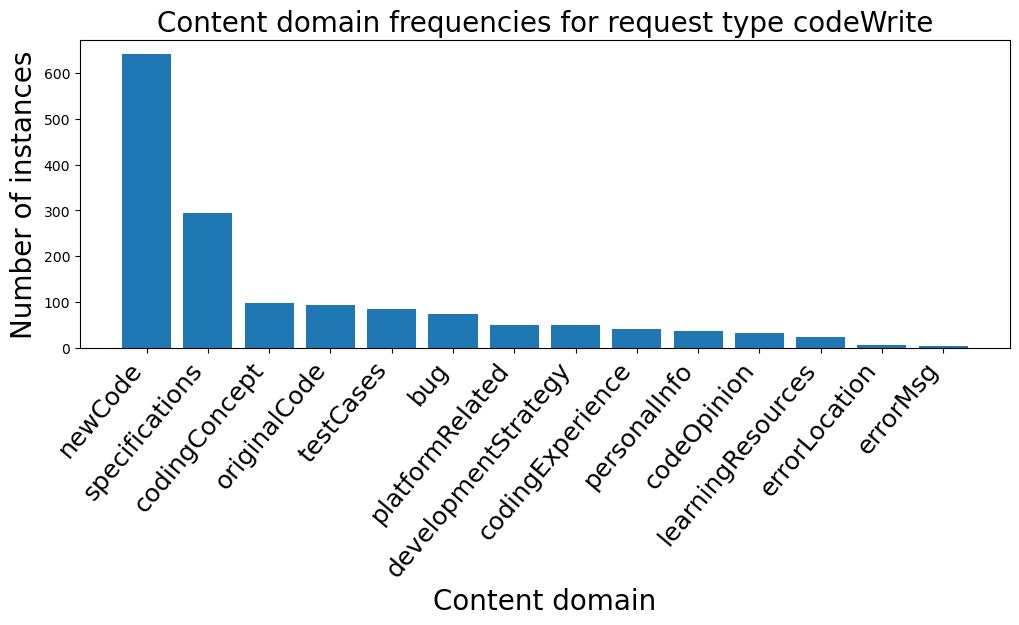 Content domain frequencies for request type codeWrite
Number of instances
600
500
400
300
200
100
0
newCode
specifications
codingConcept
originalCode
testCases
bug
platformRelated
developmentStrategy
codingExperience
personalInfo
codeOpinion
learningResources
errorLocation
errorMsg
Content domain